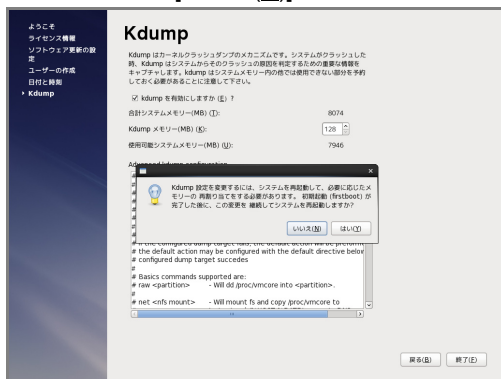 ようこそ
ライセンス情報
ソフトウェア更新の設
定
ユーザーの作成
日付と時刻
Kdump
Kdump
Kdump はカーネルクラッシュダンプのメカニズムです。システムがクラッシュした
時、Kdump はシステムからそのクラッシュの原因を判定するための重要な情報を
キャプチャします。kdump はシステムメモリー内の他では使用できない部分を予約
しておく必要があることに注意して下さい。
kdump を有効にしますか (E) ?
合計システムメモリー(MB) (T): 8074
Kdump メモリー(MB) (K): 128
使用可能システムメモリー(MB) (U): 7946
Advanced kdump configuration
Kdump 設定を変更するには、システムを再起動して、必要に応じたメ
モリーの 再割り当てをする必要があります。 初期起動 (firstboot) が
完了した後に、この変更を 継続してシステムを再起動しますか?
いいえ(N) はい(Y)
# the default action may be configured with the default directive below
# configured dump target succedes
#
# Basics commands supported are:
# raw <partition> - Will dd /proc/vmcore into <partition>.
#
# net <nfs mount> - Will mount fs and copy /proc/vmcore to
戻る(B) 終了(F)